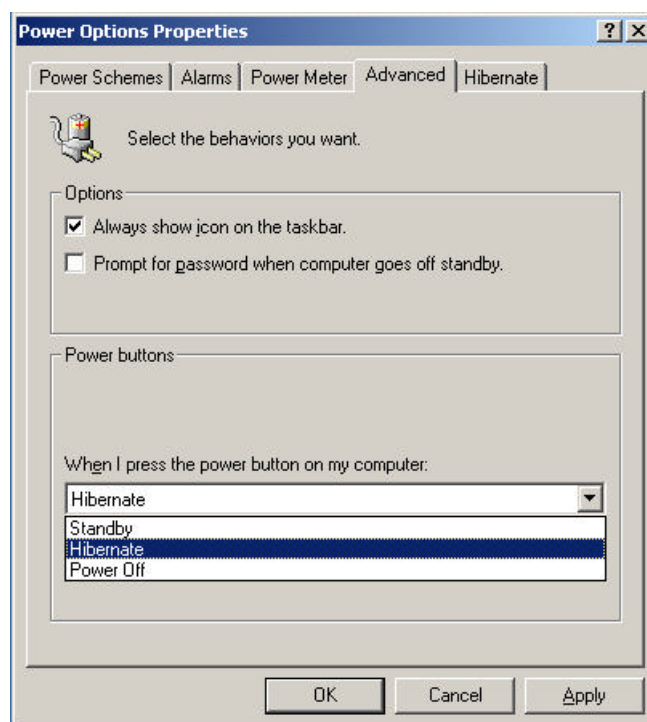 Power Options Properties
Power Schemes Alarms Power Meter Advanced Hibernate
Select the behaviors you want.
Options
Always show icon on the taskbar.
Prompt for password when computer goes off standby.
Power buttons
When I press the power button on my computer:
Hibernate
Standby
Hibernate
Power Off
OK Cancel Apply